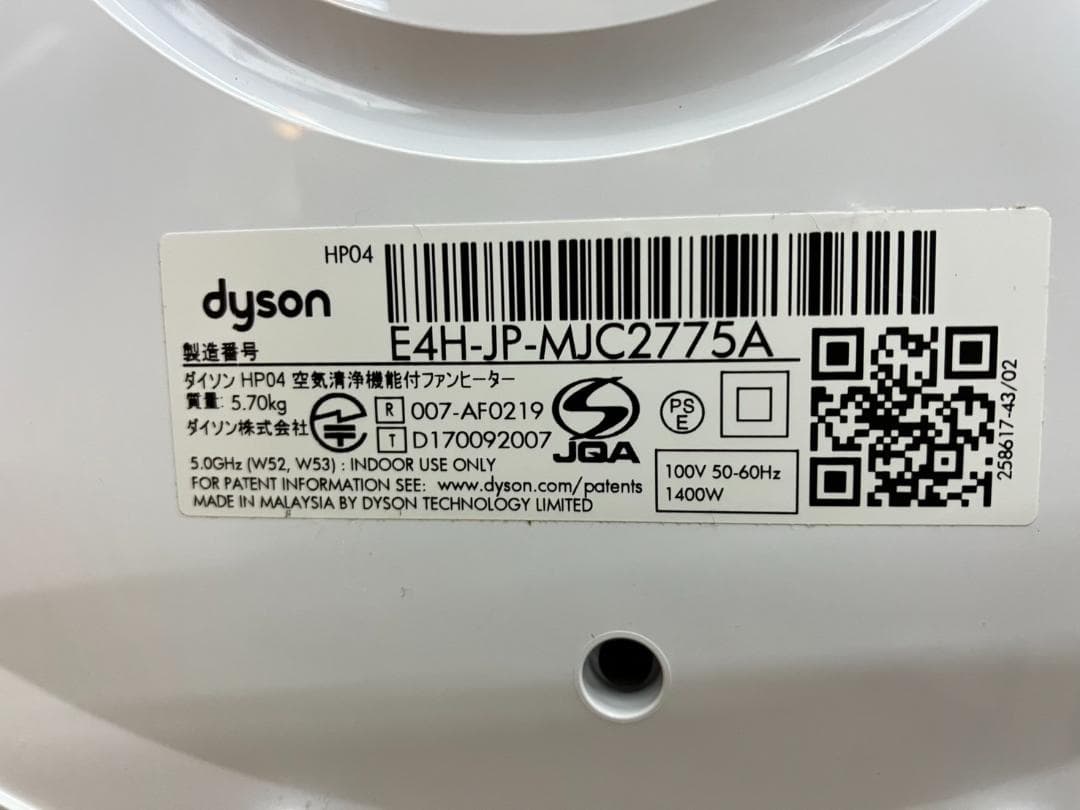 HP04
dyson
E4H-JP-MJC2775A
製造番号
ダイソン HP04 空気清浄機能付ファンヒーター
質量: 5.70kg
ダイソン株式会社
R 007-AF0219
T D170092007
JQA
PS
E
5.0GHz (W52, W53) : INDOOR USE ONLY
FOR PATENT INFORMATION SEE: www.dyson.com/patents
MADE IN MALAYSIA BY DYSON TECHNOLOGY LIMITED
100V 50-60Hz
1400W
258617-43/02